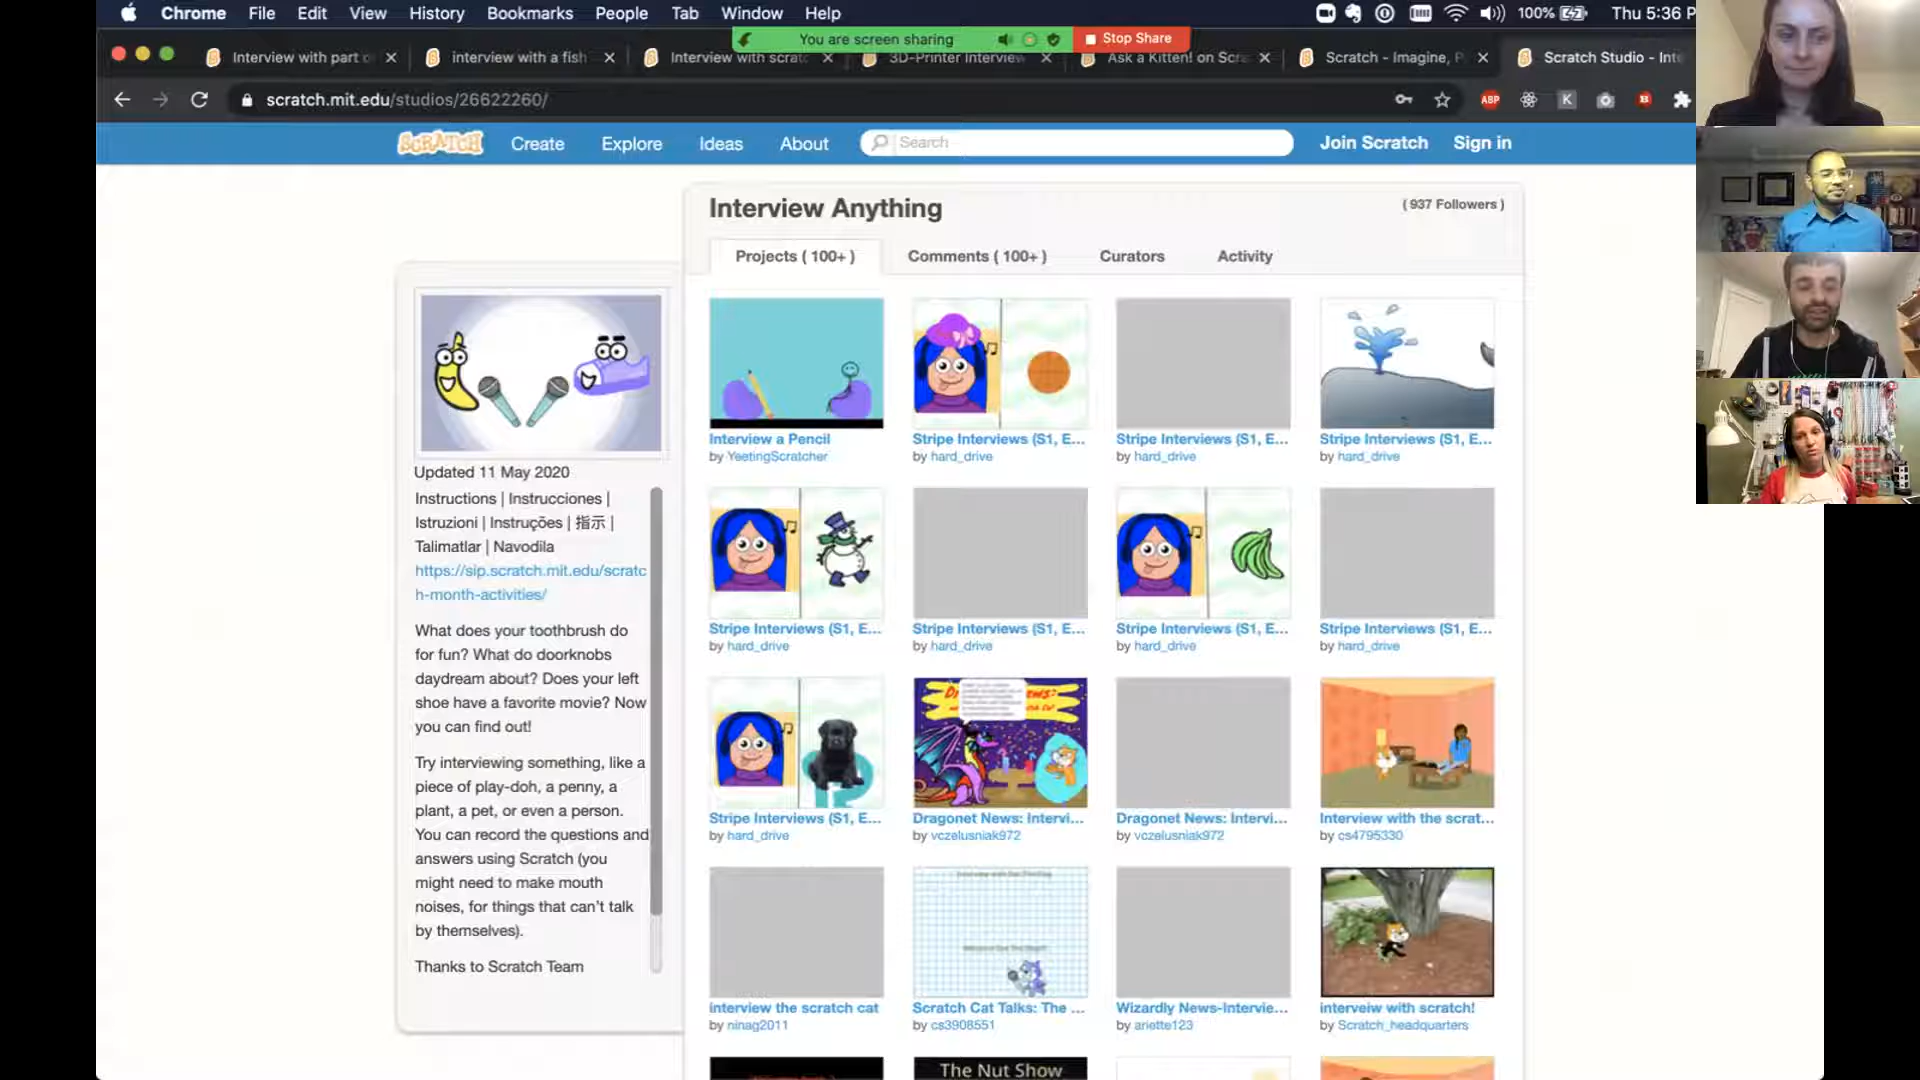 Chrome File Edit View History Bookmarks People Tab Window Help 100% Thu 5:36 P
You are screen sharing Stop Share
Interview with part o interview with a fish Interview with scratc 3D-Printer Interview Ask a Kitten! on Scra Scratch - Imagine, P Scratch Studio - Inte
scratch.mit.edu/studios/26622260/ ABP K
SCRATCH Create Explore Ideas About Search Join Scratch Sign in
Interview Anything ( 937 Followers )
Projects ( 100+ ) Comments ( 100+ ) Curators Activity
Updated 11 May 2020
Instructions | Instrucciones |
Istruzioni | Instruções | 指示 |
Talimatlar | Navodila
https://sip.scratch.mit.edu/scratc
h-month-activities/
What does your toothbrush do
for fun? What do doorknobs
daydream about? Does your left
shoe have a favorite movie? Now
you can find out!
Try interviewing something, like a
piece of play-doh, a penny, a
plant, a pet, or even a person.
You can record the questions and
answers using Scratch (you
might need to make mouth
noises, for things that can't talk
by themselves).
Thanks to Scratch Team
Interview a Pencil Stripe Interviews (S1, E... Stripe Interviews (S1, E... Stripe Interviews (S1, E...
by YeetingScratcher by hard_drive by hard_drive by hard_drive
Stripe Interviews (S1, E... Stripe Interviews (S1, E... Stripe Interviews (S1, E... Stripe Interviews (S1, E...
by hard_drive by hard_drive by hard_drive by hard_drive
Stripe Interviews (S1, E... Dragonet News: Intervi... Dragonet News: Intervi... Interview with the scrat...
by hard_drive by vczelusniak972 by vczelusniak972 by cs4795330
interview the scratch cat Scratch Cat Talks: The ... Wizardly News-Intervie... interveiw with scratch!
by ninag2011 by cs3908551 by ariette123 by Scratch_headquarters
The Nut Show